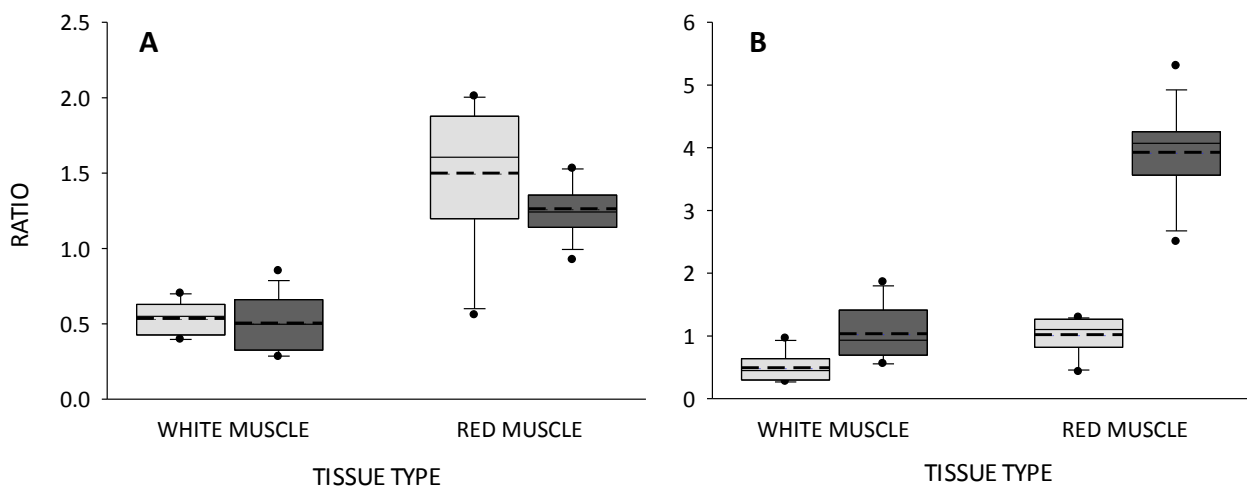 A
B
RATIO
2.5
2.0
1.5
1.0
0.5
0.0
6
5
4
3
2
1
0
WHITE MUSCLE RED MUSCLE
WHITE MUSCLE RED MUSCLE
TISSUE TYPE
TISSUE TYPE